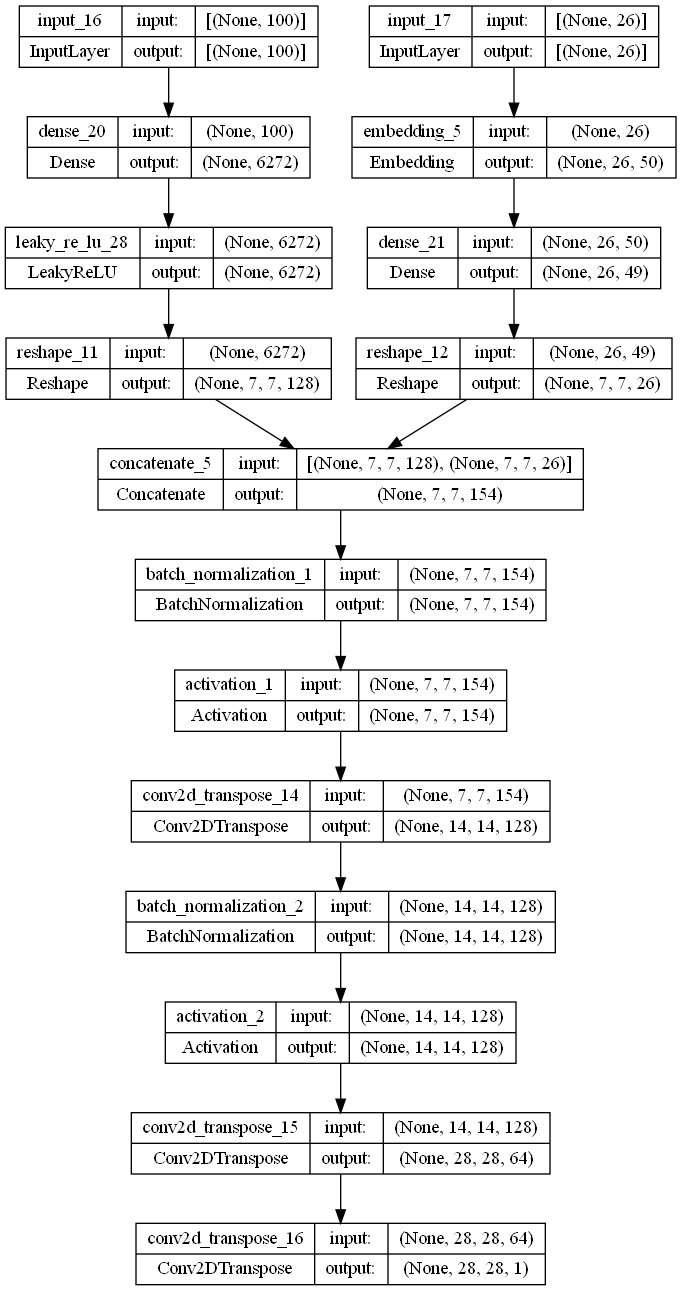 input_16 input: [(None, 100)]
InputLayer output: [(None, 100)]
input_17 input: [(None, 26)]
InputLayer output: [(None, 26)]
dense_20 input: (None, 100)
Dense output: (None, 6272)
embedding_5 input: (None, 26)
Embedding output: (None, 26, 50)
leaky_re_lu_28 input: (None, 6272)
LeakyReLU output: (None, 6272)
dense_21 input: (None, 26, 50)
Dense output: (None, 26, 49)
reshape_11 input: (None, 6272)
Reshape output: (None, 7, 7, 128)
reshape_12 input: (None, 26, 49)
Reshape output: (None, 7, 7, 26)
concatenate_5 input: [(None, 7, 7, 128), (None, 7, 7, 26)]
Concatenate output: (None, 7, 7, 154)
batch_normalization_1 input: (None, 7, 7, 154)
BatchNormalization output: (None, 7, 7, 154)
activation_1 input: (None, 7, 7, 154)
Activation output: (None, 7, 7, 154)
conv2d_transpose_14 input: (None, 7, 7, 154)
Conv2DTranspose output: (None, 14, 14, 128)
batch_normalization_2 input: (None, 14, 14, 128)
BatchNormalization output: (None, 14, 14, 128)
activation_2 input: (None, 14, 14, 128)
Activation output: (None, 14, 14, 128)
conv2d_transpose_15 input: (None, 14, 14, 128)
Conv2DTranspose output: (None, 28, 28, 64)
conv2d_transpose_16 input: (None, 28, 28, 64)
Conv2DTranspose output: (None, 28, 28, 1)